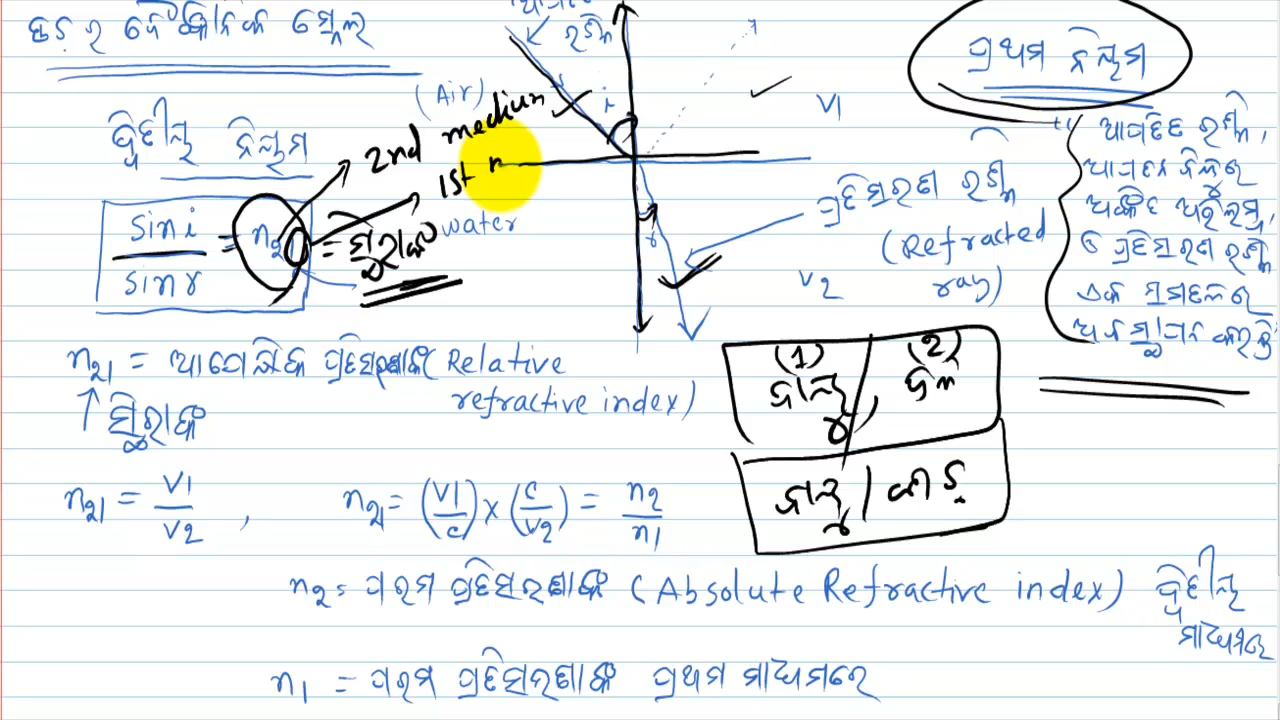 ରଶ୍ମି
ପ୍ରଥମ ନିୟମ
(Air)
i
V1
2nd medium
1st
ଦ୍ୱିତୀୟ ନିୟମ
sin i / sin r = n21 = ସ୍ଥିରାଙ୍କ
water
r
V2
ପ୍ରତିସରଣ ରଶ୍ମି
(Refracted
ray)
ଆପତିତ ରଶ୍ମି,
ଆପତନ ବିନ୍ଦୁରେ
ଅଙ୍କିତ ଅଭିଲମ୍ବ,
ଓ ପ୍ରତିସରଣ ରଶ୍ମି
ଏକ ସମତଳରେ
ଅବସ୍ଥାନ କରନ୍ତି
n21 = ଆପେକ୍ଷିକ ପ୍ରତିସରଣାଙ୍କ (Relative
refractive index)
ସ୍ଥିରାଙ୍କ
(1) (2)
ବାୟୁ
ବାୟୁ / କାଚ
n21 = V1/V2 , n21 = (V1/c) x (c/V2) = n2/n1
n2 = ପରମ ପ୍ରତିସରଣାଙ୍କ (Absolute Refractive index) ଦ୍ୱିତୀୟ
ମାଧ୍ୟମରେ
n1 = ପରମ ପ୍ରତିସରଣାଙ୍କ ପ୍ରଥମ ମାଧ୍ୟମରେ